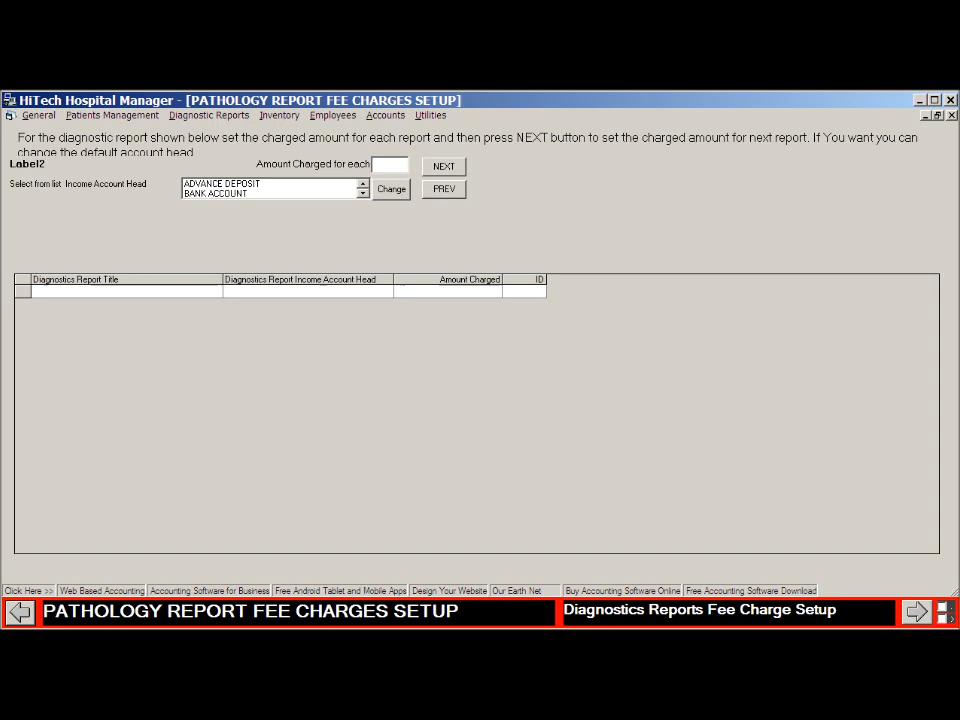 HiTech Hospital Manager - [PATHOLOGY REPORT FEE CHARGES SETUP]
General Patients Management Diagnostic Reports Inventory Employees Accounts Utilities
For the diagnostic report shown below set the charged amount for each report and then press NEXT button to set the charged amount for next report. If You want you can
change the default account head
Label2 Amount Charged for each NEXT
Select from list Income Account Head ADVANCE DEPOSIT Change PREV
BANK ACCOUNT
Diagnostics Report Title Diagnostics Report Income Account Head Amount Charged ID
Click Here >> Web Based Accounting Accounting Software for Business Free Android Tablet and Mobile Apps Design Your Website Our Earth Net Buy Accounting Software Online Free Accounting Software Download
PATHOLOGY REPORT FEE CHARGES SETUP Diagnostics Reports Fee Charge Setup